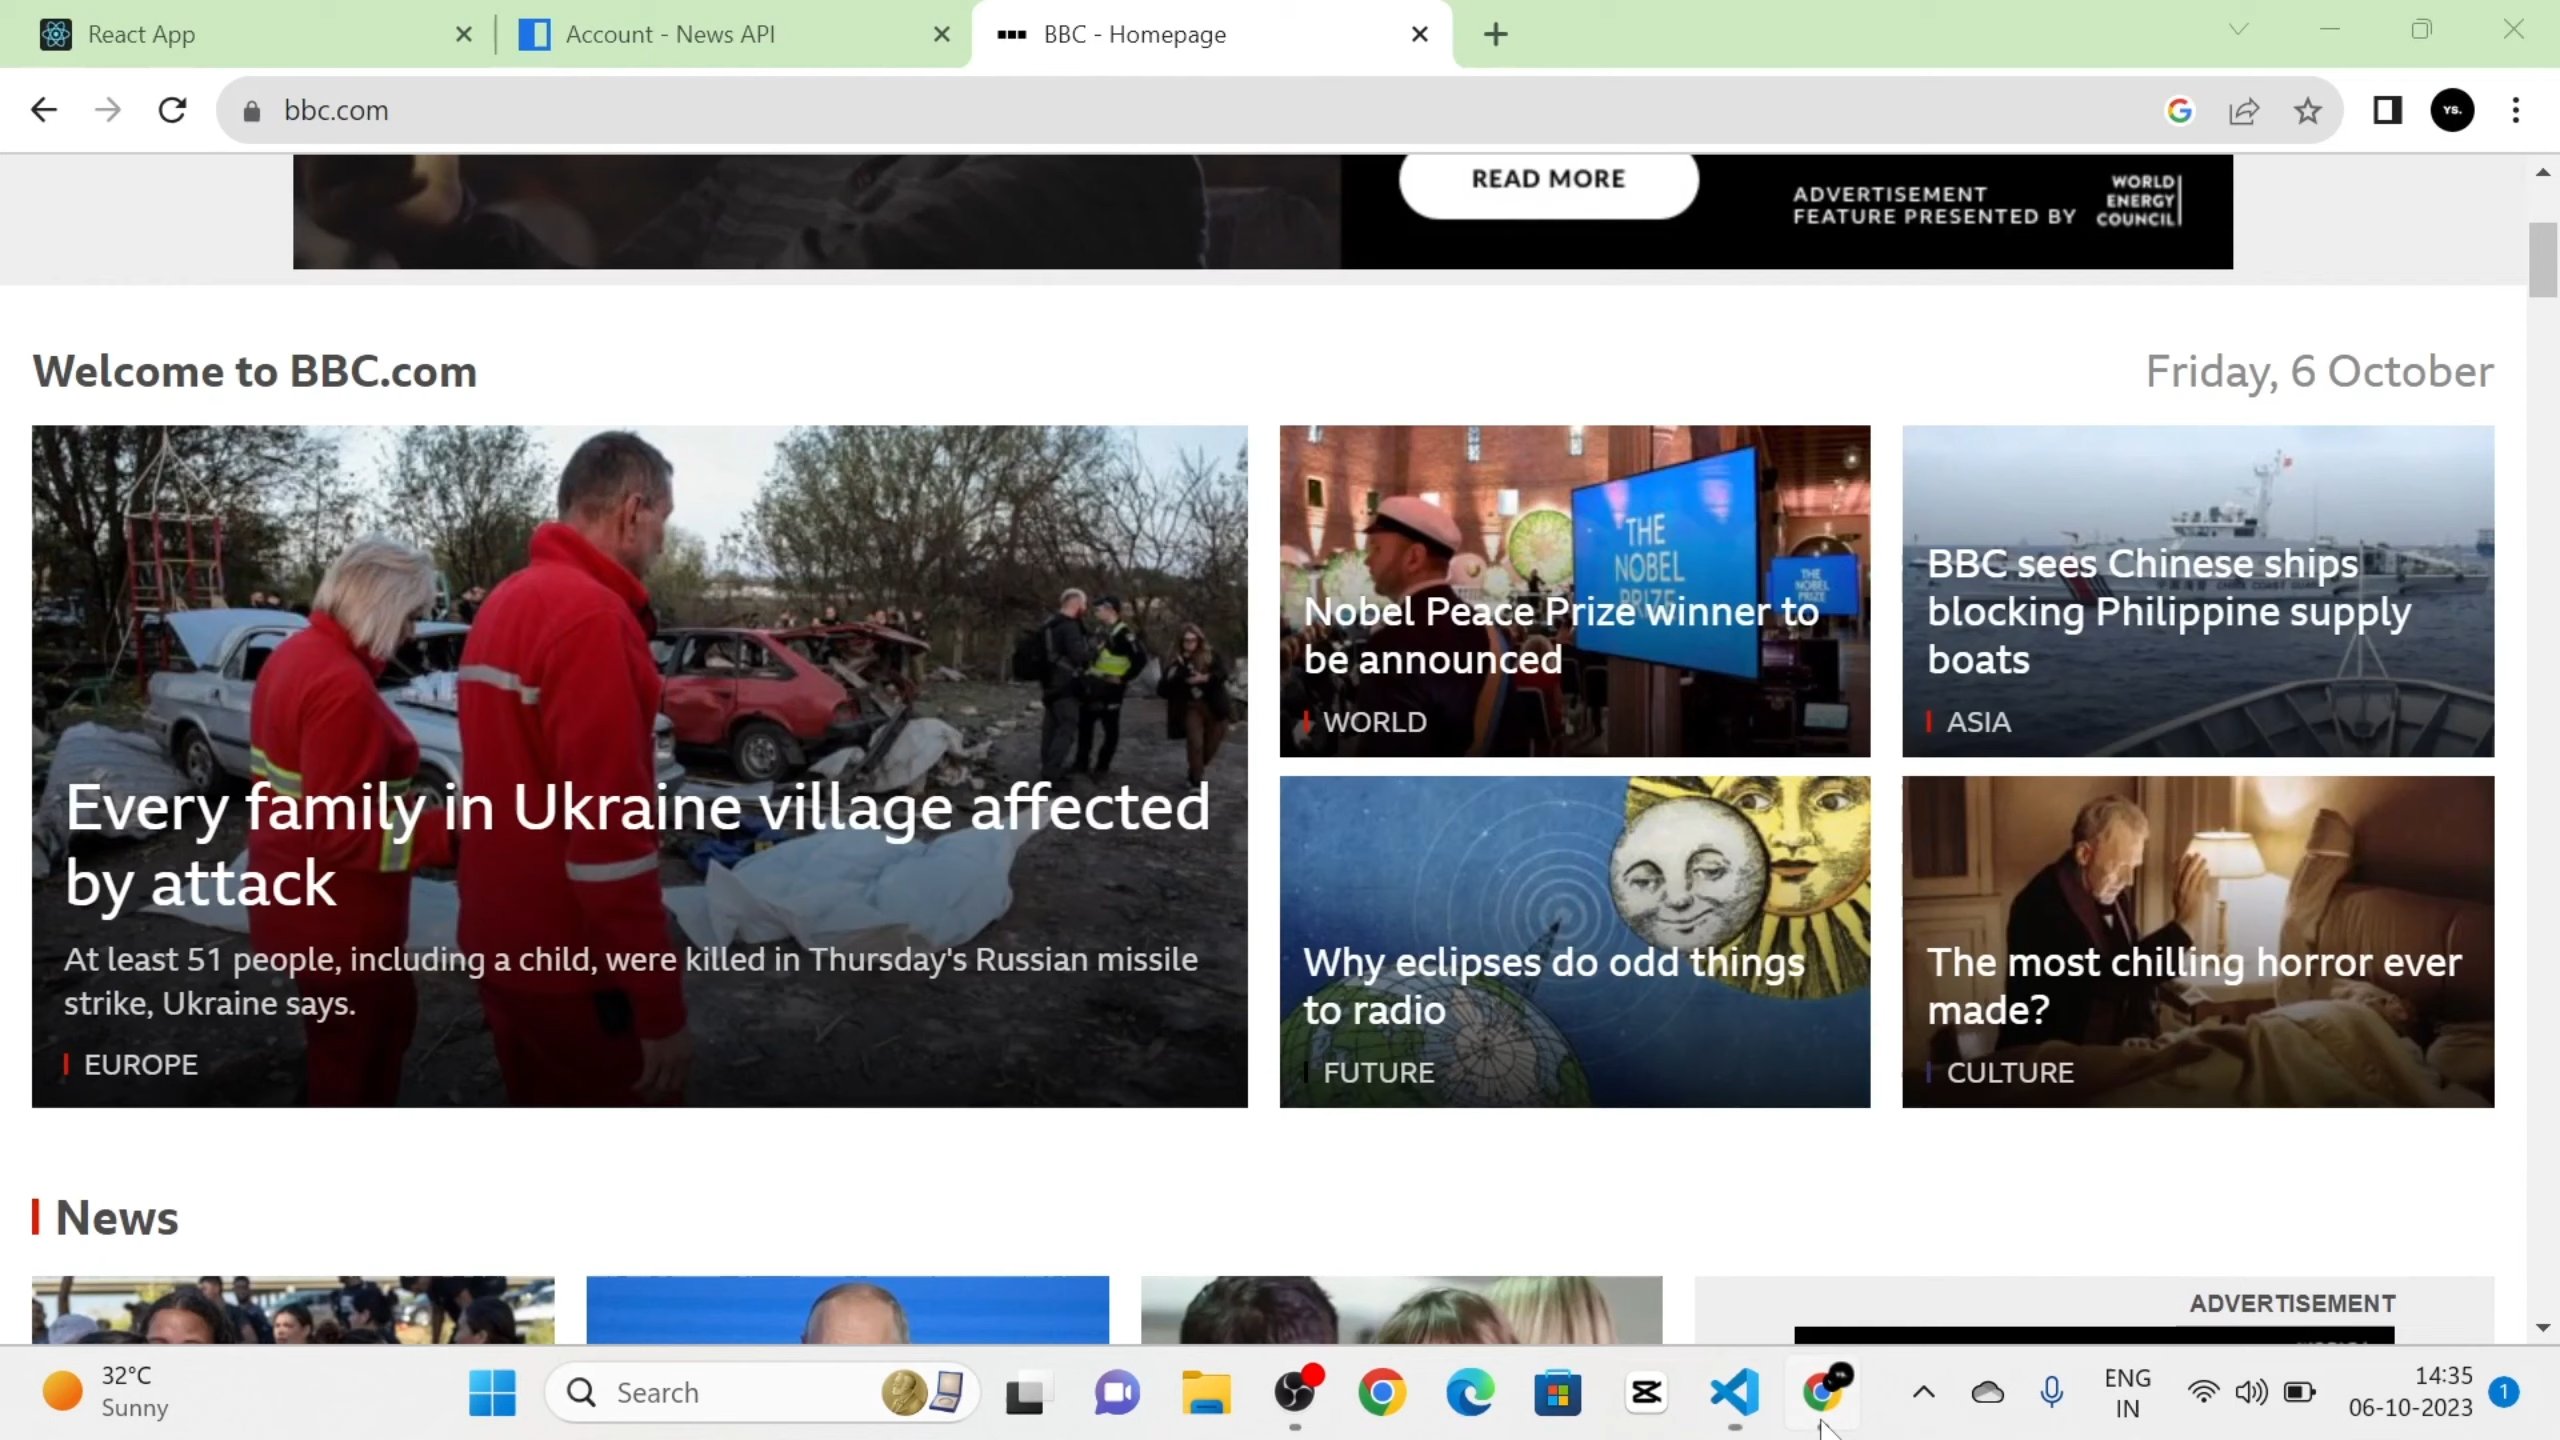 React App
Account - News API
BBC - Homepage
bbc.com
YS.
READ MORE
ADVERTISEMENT
FEATURE PRESENTED BY
WORLD
ENERGY
COUNCIL
Welcome to BBC.com
Friday, 6 October
THE
NOBEL
PRIZE
THE
NOBEL
PRIZE
Every family in Ukraine village affected
by attack
At least 51 people, including a child, were killed in Thursday's Russian missile
strike, Ukraine says.
EUROPE
Nobel Peace Prize winner to
be announced
WORLD
BBC sees Chinese ships
blocking Philippine supply
boats
ASIA
Why eclipses do odd things
to radio
FUTURE
The most chilling horror ever
made?
CULTURE
News
ADVERTISEMENT
32°C
Sunny
Search
ENG
IN
14:35
06-10-2023
1